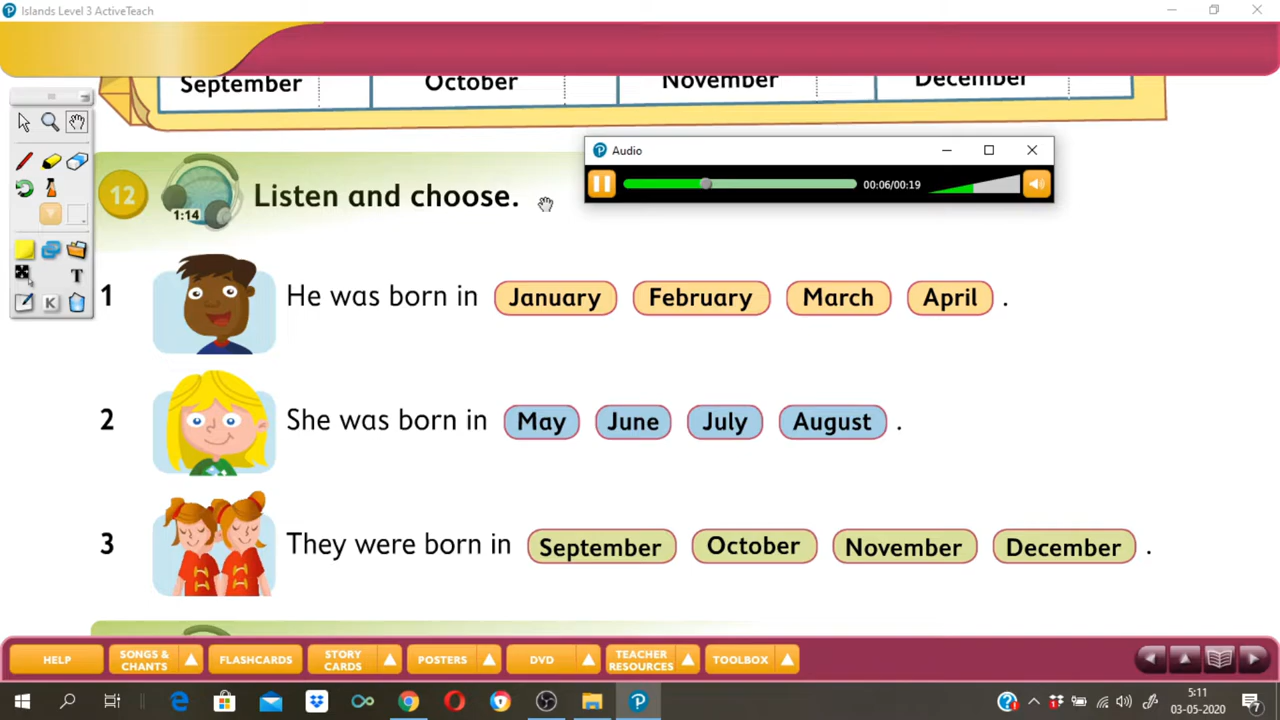 Islands Level 3 ActiveTeach
September October November December
Audio
00:06/00:19
12 1:14 Listen and choose.
1 He was born in January February March April .
2 She was born in May June July August .
3 They were born in September October November December .
T
K
HELP
SONGS & CHANTS
FLASHCARDS
STORY CARDS
POSTERS
DVD
TEACHER RESOURCES
TOOLBOX
5:11
03-05-2020
7